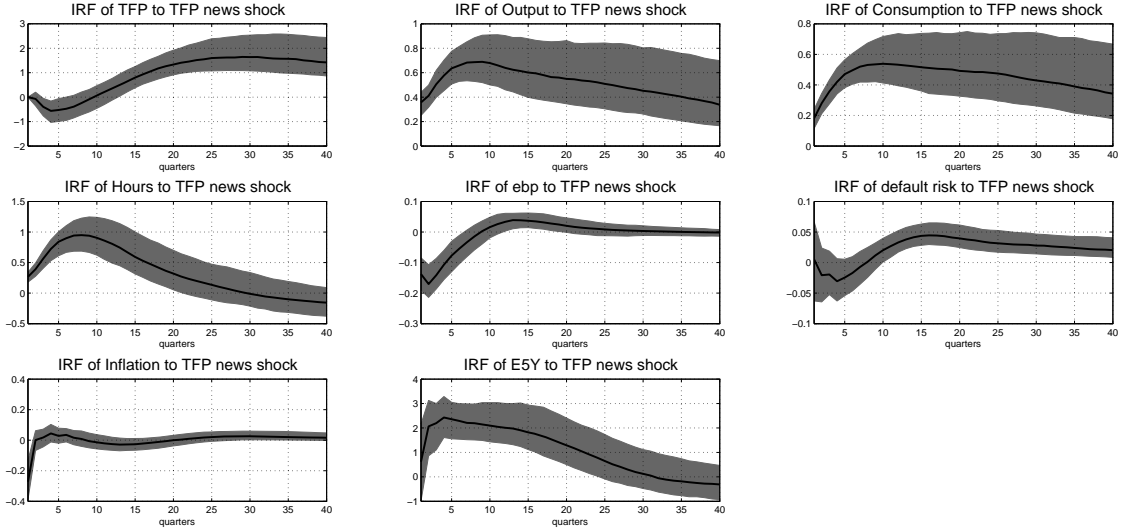 IRF of TFP to TFP news shock
3
2
1
0
−1
−2
5 10 15 20 25 30 35 40
quarters
IRF of Output to TFP news shock
1
0.8
0.6
0.4
0.2
0
5 10 15 20 25 30 35 40
quarters
IRF of Consumption to TFP news shock
0.8
0.6
0.4
0.2
0
5 10 15 20 25 30 35 40
quarters
IRF of Hours to TFP news shock
1.5
1
0.5
0
−0.5
5 10 15 20 25 30 35 40
quarters
IRF of ebp to TFP news shock
0.1
0
−0.1
−0.2
−0.3
5 10 15 20 25 30 35 40
quarters
IRF of default risk to TFP news shock
0.1
0.05
0
−0.05
−0.1
5 10 15 20 25 30 35 40
quarters
IRF of Inflation to TFP news shock
0.4
0.2
0
−0.2
−0.4
5 10 15 20 25 30 35 40
quarters
IRF of E5Y to TFP news shock
4
3
2
1
0
−1
5 10 15 20 25 30 35 40
quarters